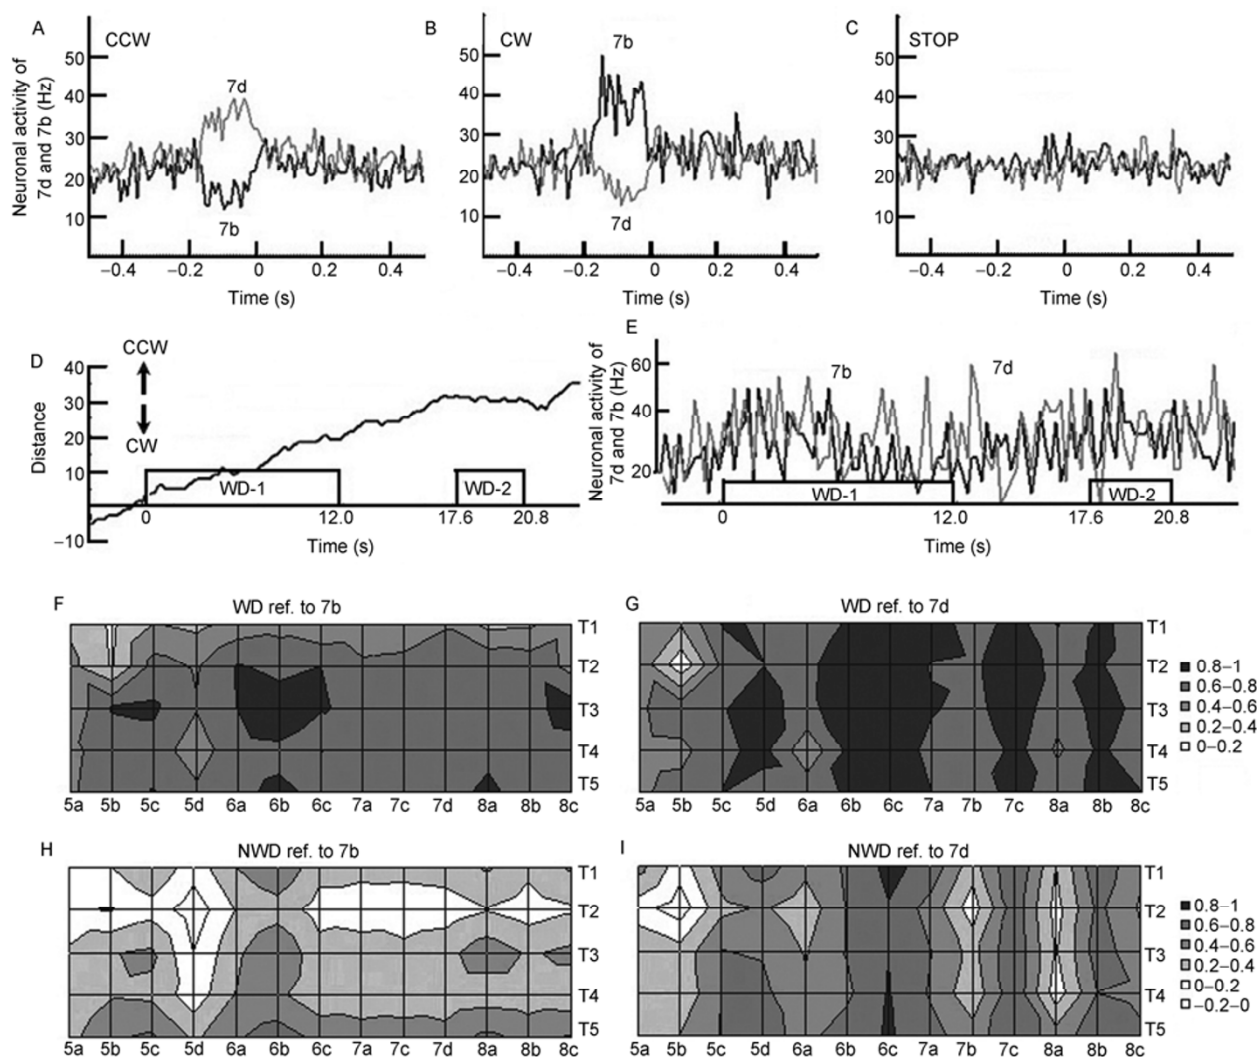 A
CCW
Neuronal activity of
7d and 7b (Hz)
50
40
30
20
10
7d
7b
−0.4
−0.2
0
0.2
0.4
Time (s)
B
CW
50
40
30
20
10
7b
7d
−0.4
−0.2
0
0.2
0.4
Time (s)
C
STOP
50
40
30
20
10
−0.4
−0.2
0
0.2
0.4
Time (s)
D
CCW
CW
Distance
40
30
20
10
0
−10
WD-1
WD-2
0
12.0
17.6
20.8
Time (s)
E
Neuronal activity of
7d and 7b (Hz)
60
40
20
7b
7d
WD-1
WD-2
0
12.0
17.6
20.8
Time (s)
F
WD ref. to 7b
T1
T2
T3
T4
T5
5a 5b 5c 5d 6a 6b 6c 7a 7c 7d 8a 8b 8c
G
WD ref. to 7d
T1
T2
T3
T4
T5
5a 5b 5c 5d 6a 6b 6c 7a 7b 7c 8a 8b 8c
0.8−1
0.6−0.8
0.4−0.6
0.2−0.4
0−0.2
H
NWD ref. to 7b
T1
T2
T3
T4
T5
5a 5b 5c 5d 6a 6b 6c 7a 7c 7d 8a 8b 8c
I
NWD ref. to 7d
T1
T2
T3
T4
T5
5a 5b 5c 5d 6a 6b 6c 7a 7b 7c 8a 8b 8c
0.8−1
0.6−0.8
0.4−0.6
0.2−0.4
0−0.2
−0.2−0